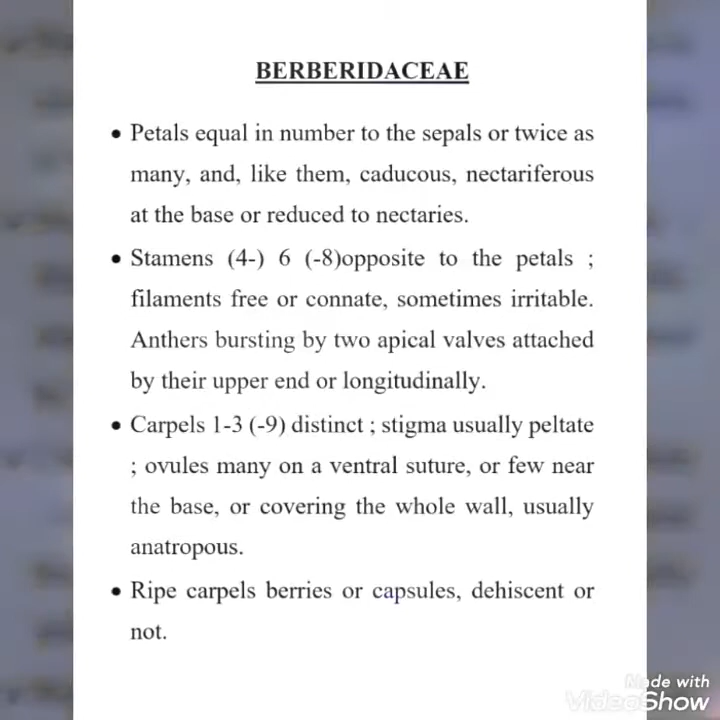 BERBERIDACEAE
• Petals equal in number to the sepals or twice as
many, and, like them, caducous, nectariferous
at the base or reduced to nectaries.
• Stamens (4-) 6 (-8)opposite to the petals ;
filaments free or connate, sometimes irritable.
Anthers bursting by two apical valves attached
by their upper end or longitudinally.
• Carpels 1-3 (-9) distinct ; stigma usually peltate
; ovules many on a ventral suture, or few near
the base, or covering the whole wall, usually
anatropous.
• Ripe carpels berries or capsules, dehiscent or
not.
Made with
VideoShow